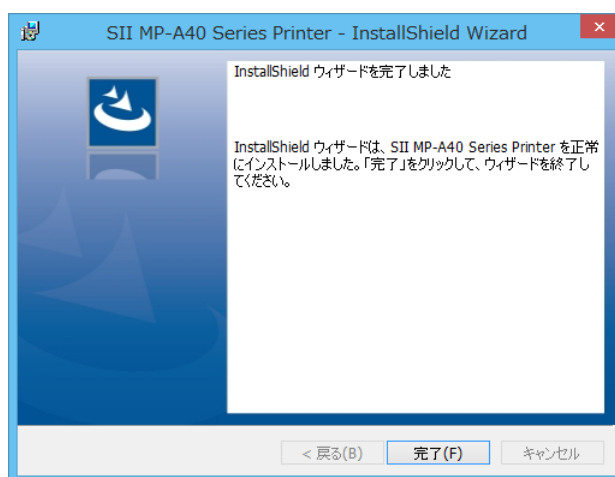 SII MP-A40 Series Printer - InstallShield Wizard
InstallShield ウィザードを完了しました
InstallShield ウィザードは、SII MP-A40 Series Printer を正常
にインストールしました。「完了」をクリックして、ウィザードを終了し
てください。
< 戻る(B)
完了(F)
キャンセル